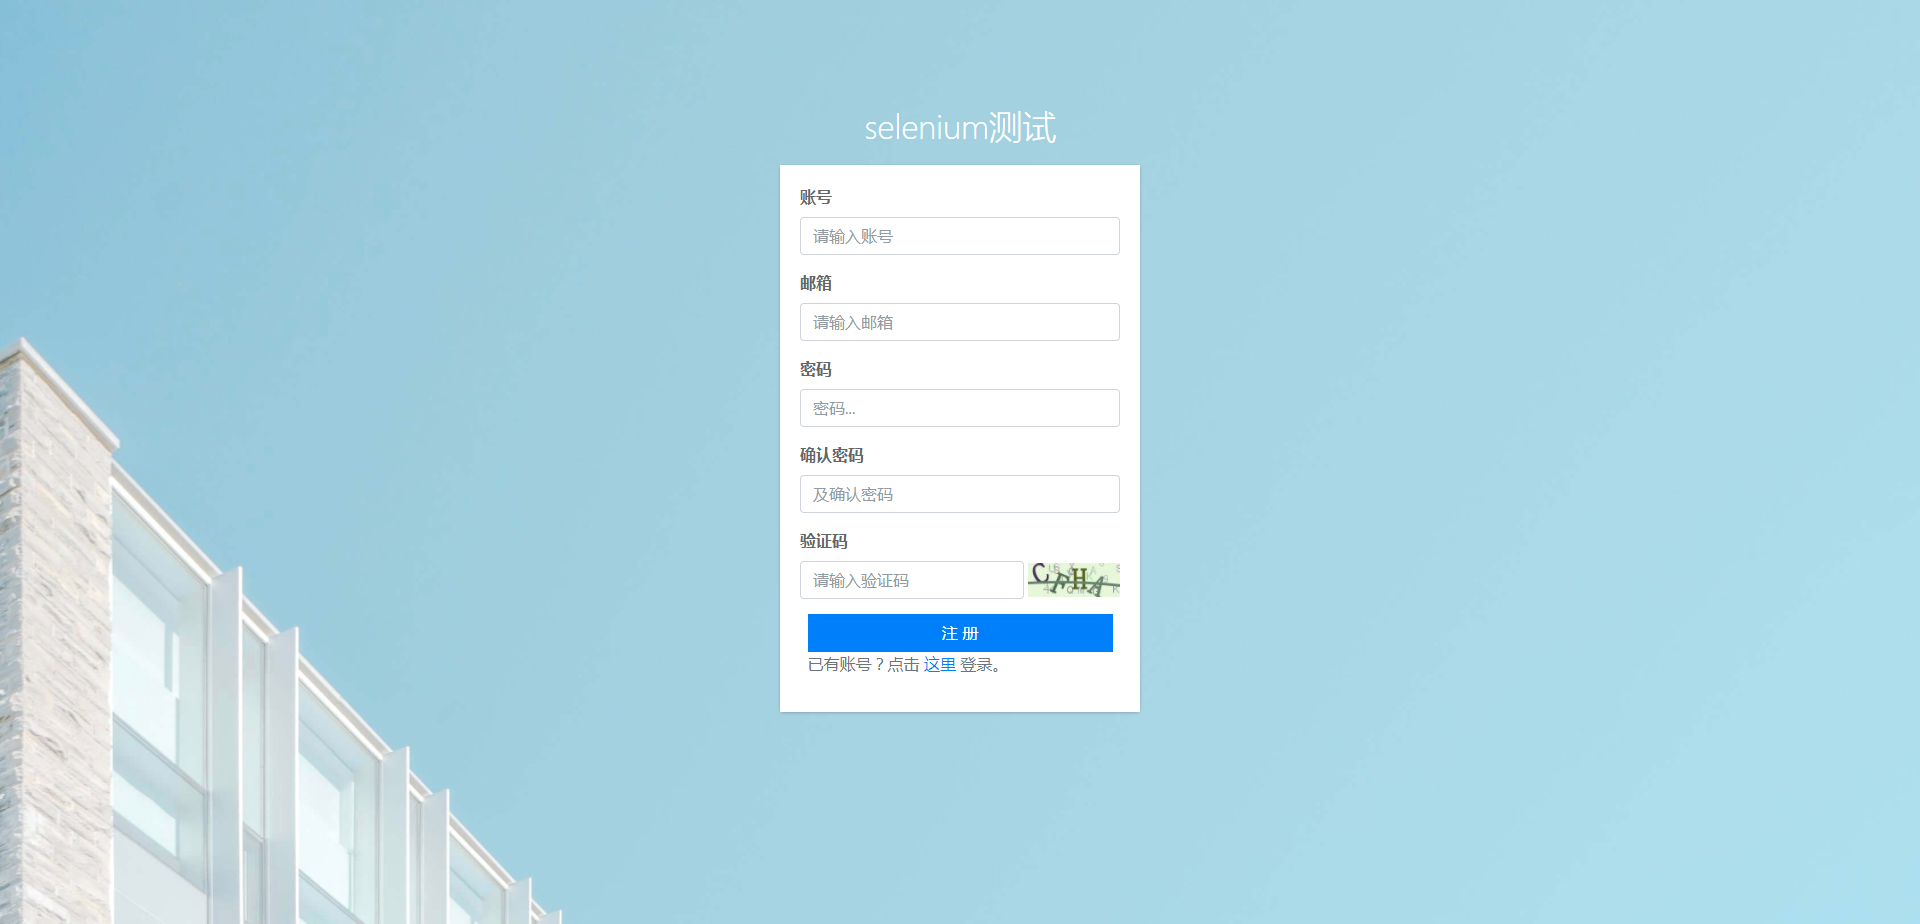 selenium测试
账号
请输入账号
邮箱
请输入邮箱
密码
密码...
确认密码
及确认密码
验证码
请输入验证码
CFHA
注 册
已有账号？点击 这里 登录。